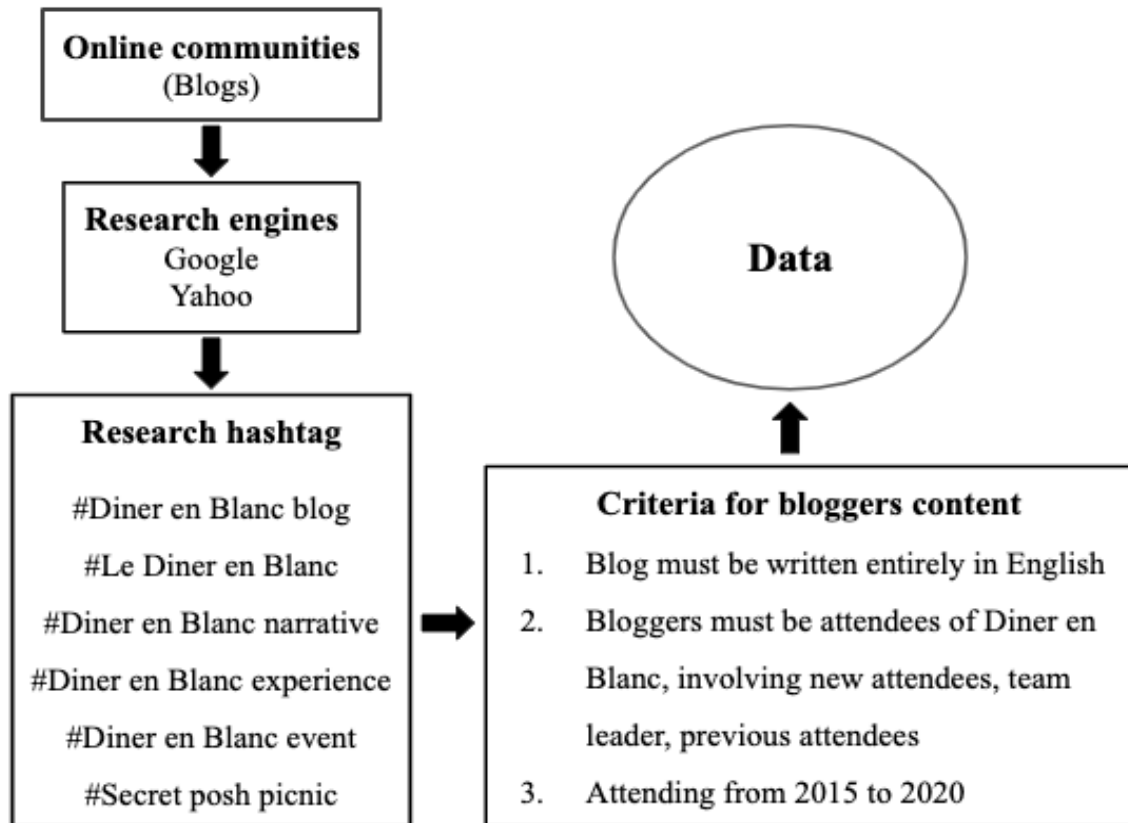 Online communities
(Blogs)
Research engines
Google
Yahoo
Research hashtag
#Diner en Blanc blog
#Le Diner en Blanc
#Diner en Blanc narrative
#Diner en Blanc experience
#Diner en Blanc event
#Secret posh picnic
Criteria for bloggers content
1. Blog must be written entirely in English
2. Bloggers must be attendees of Diner en
Blanc, involving new attendees, team
leader, previous attendees
3. Attending from 2015 to 2020
Data